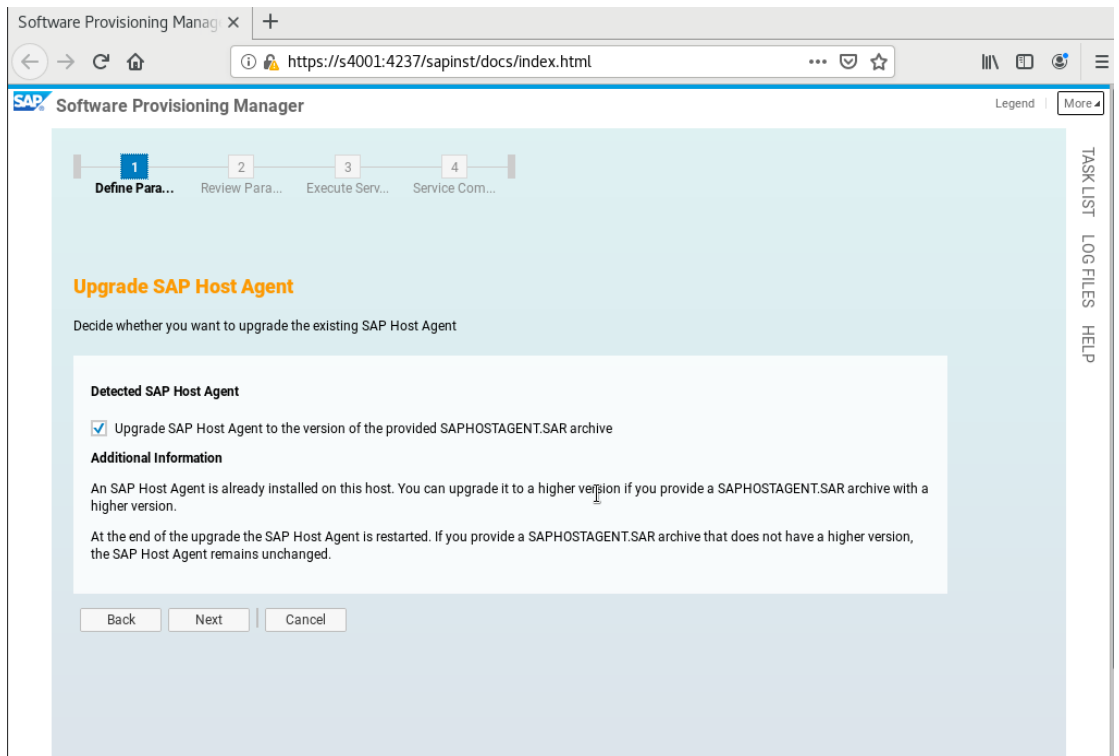 Software Provisioning Manag
https://s4001:4237/sapinst/docs/index.html
SAP Software Provisioning Manager
Legend
More
1
2
3
4
Define Para...
Review Para...
Execute Serv...
Service Com...
TASK LIST
LOG FILES
HELP
Upgrade SAP Host Agent
Decide whether you want to upgrade the existing SAP Host Agent
Detected SAP Host Agent
Upgrade SAP Host Agent to the version of the provided SAPHOSTAGENT.SAR archive
Additional Information
An SAP Host Agent is already installed on this host. You can upgrade it to a higher version if you provide a SAPHOSTAGENT.SAR archive with a
higher version.
At the end of the upgrade the SAP Host Agent is restarted. If you provide a SAPHOSTAGENT.SAR archive that does not have a higher version,
the SAP Host Agent remains unchanged.
Back
Next
Cancel